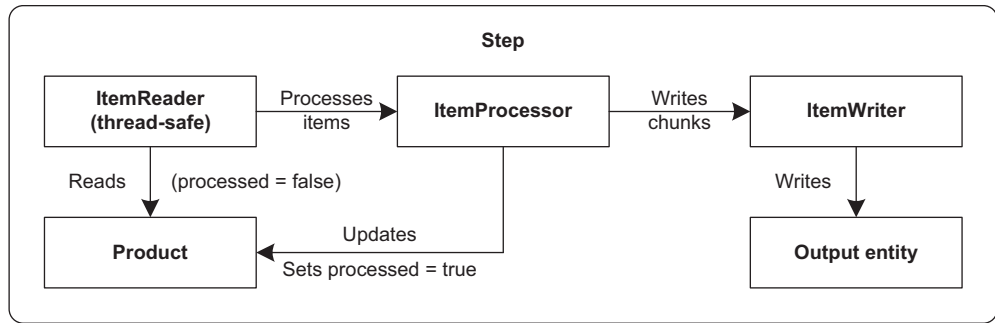 Step
ItemReader
(thread-safe)
Processes
items
ItemProcessor
Writes
chunks
ItemWriter
Reads
(processed = false)
Writes
Product
Updates
Sets processed = true
Output entity